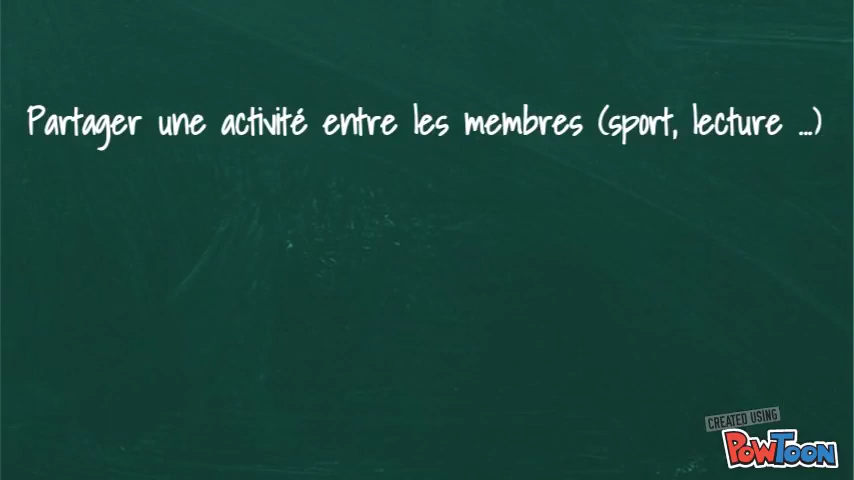 Partager une activité entre les membres (sport, lecture ...)
CREATED USING
POWTOON